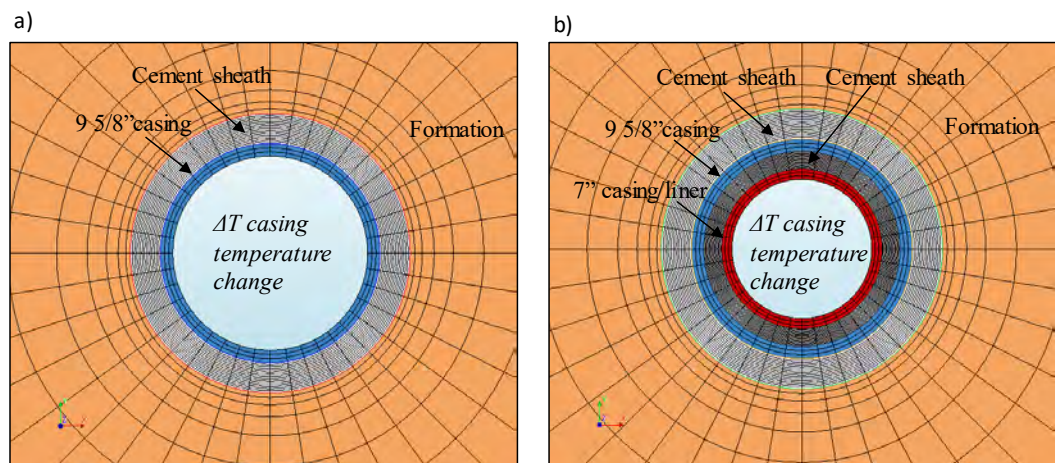 a)
Cement sheath
9 5/8”casing
Formation
ΔT casing
temperature
change
b)
Cement sheath
Cement sheath
9 5/8”casing
Formation
7” casing/liner
ΔT casing
temperature
change